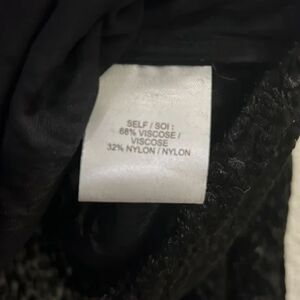 SELF / SOI :
68% VISCOSE /
VISCOSE
32% NYLON / NYLON